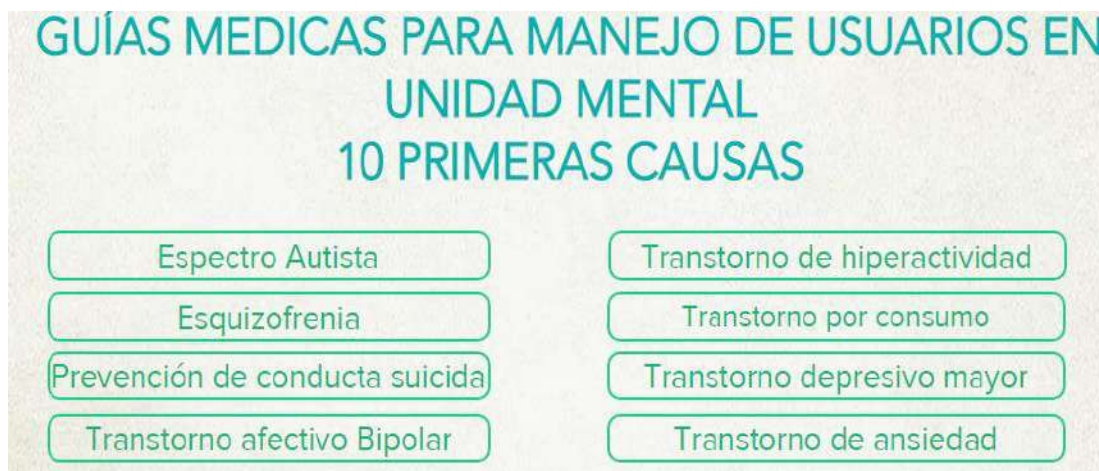 GUÍAS MEDICAS PARA MANEJO DE USUARIOS EN
UNIDAD MENTAL
10 PRIMERAS CAUSAS
Espectro Autista
Esquizofrenia
Prevención de conducta suicida
Transtorno afectivo Bipolar
Transtorno de hiperactividad
Transtorno por consumo
Transtorno depresivo mayor
Transtorno de ansiedad